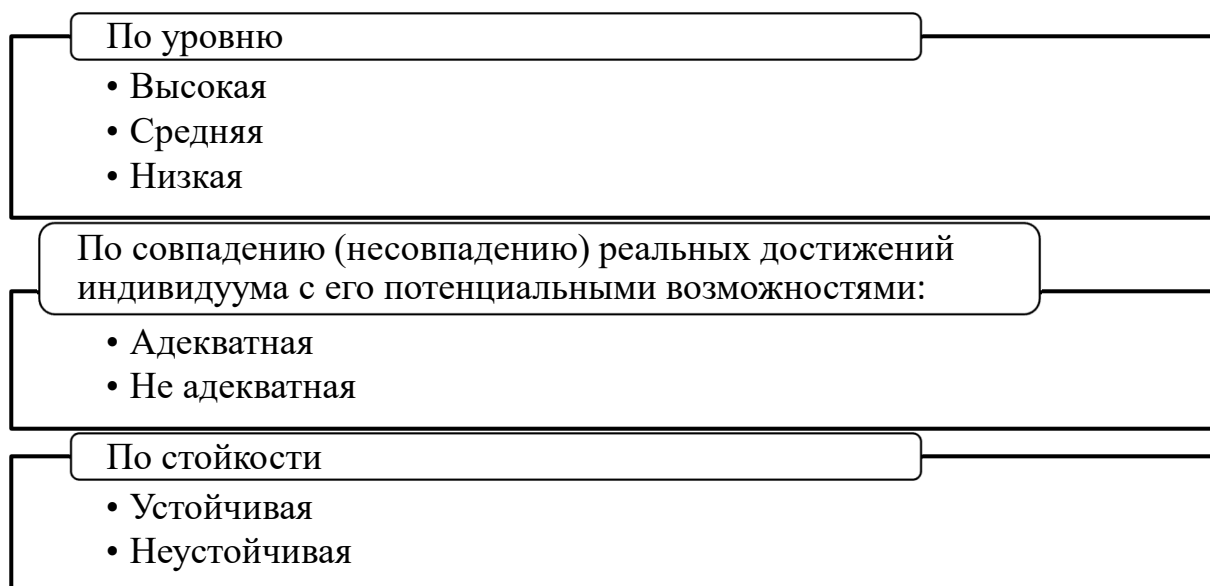 По уровню
• Высокая
• Средняя
• Низкая
По совпадению (несовпадению) реальных достижений
индивидуума с его потенциальными возможностями:
• Адекватная
• Не адекватная
По стойкости
• Устойчивая
• Неустойчивая